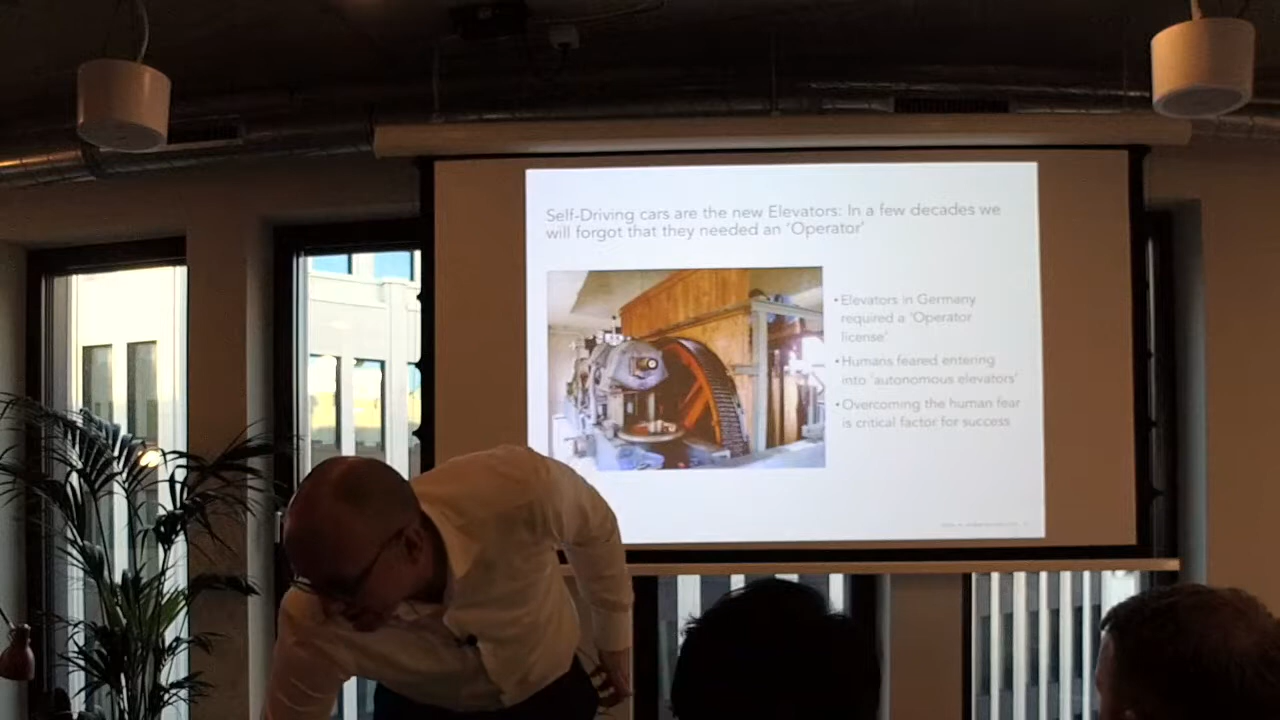 Self-Driving cars are the new Elevators: In a few decades we
will forgot that they needed an 'Operator'
• Elevators in Germany
required a 'Operator
license'
• Humans feared entering
into 'autonomous elevators'
• Overcoming the human fear
is critical factor for success